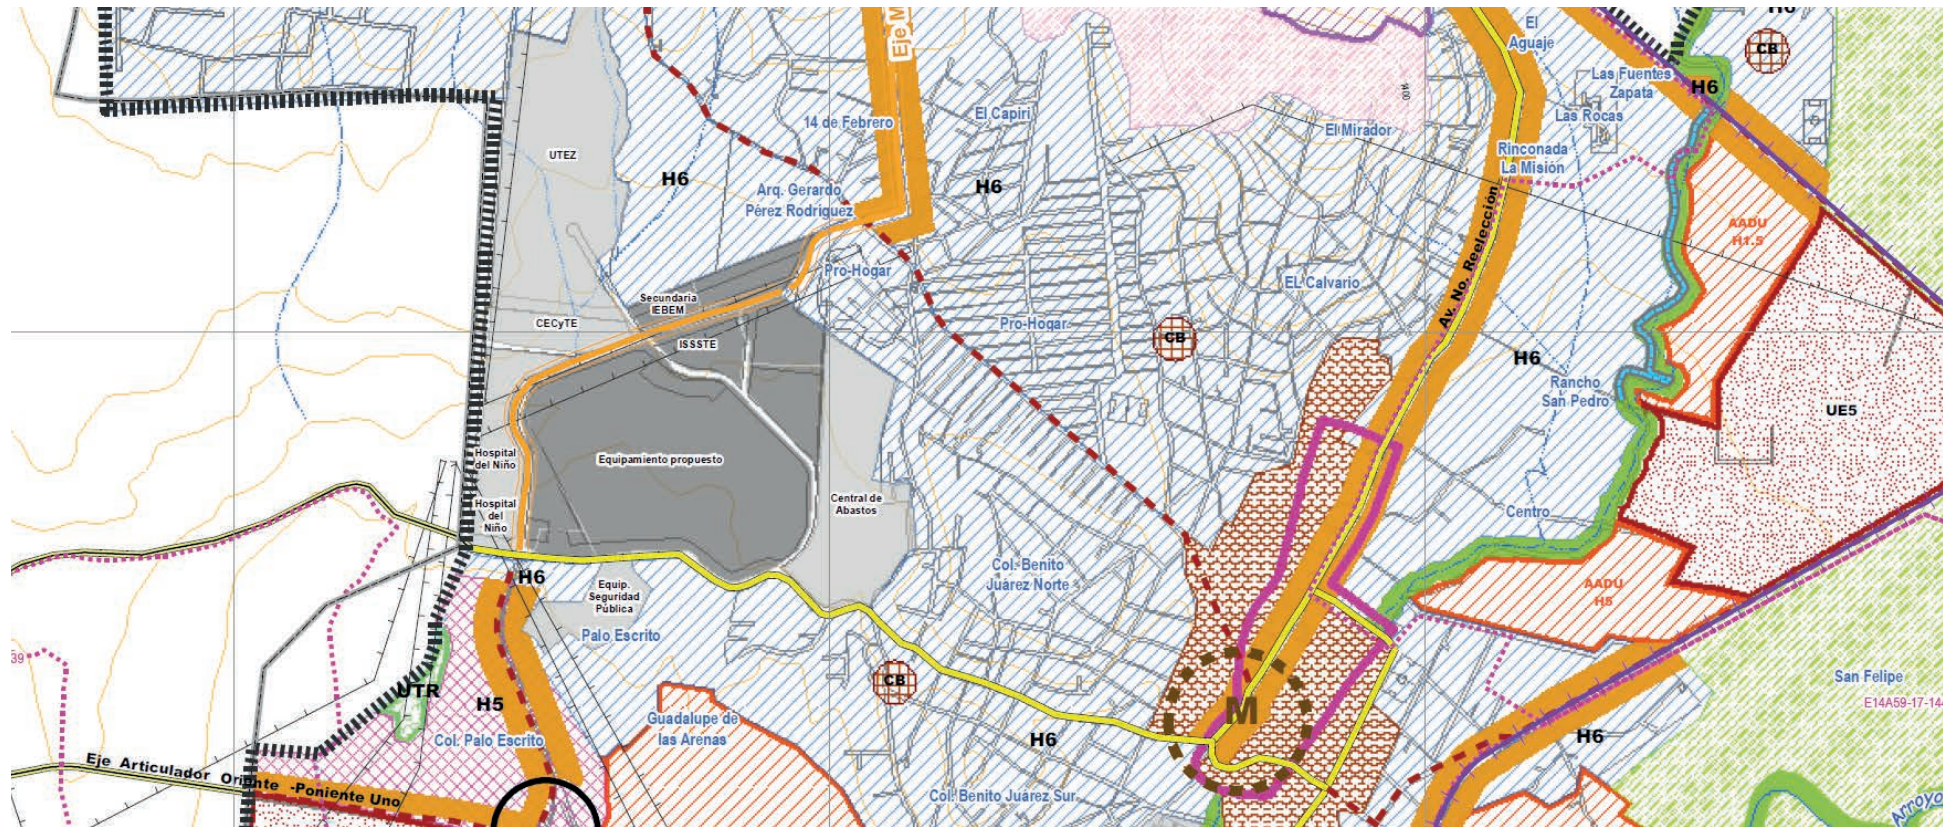 H6
El
Aguaje
CB
Eje M
Las Fuentes
Zapata
H6
Las Rocas
14 de Febrero
El Capiri
El Mirador
UTEZ
Rinconada
La Misión
H6
H6
Arq. Gerardo
Pérez Rodríguez
AADU
H1.5
Av. No. Reelección
Pro-Hogar
EL Calvario
Secundaria
IEBEM
CECyTE
Pro-Hogar
ISSSTE
CB
H6
Rancho
San Pedro
UE5
Hospital
del Niño
Equipamiento propuesto
Hospital
del
Niño
Central de
Abastos
Centro
H6
Equip.
Seguridad
Pública
Col. Benito
Juárez Norte
AADU
H5
Palo Escrito
39
UTR
CB
San Felipe
H5
E14A59-17-144
M
Guadalupe de
las Arenas
Col. Palo Escrito
H6
H6
Eje Articulador Oriente -Poniente Uno
Col. Benito Juárez Sur
Arroyo